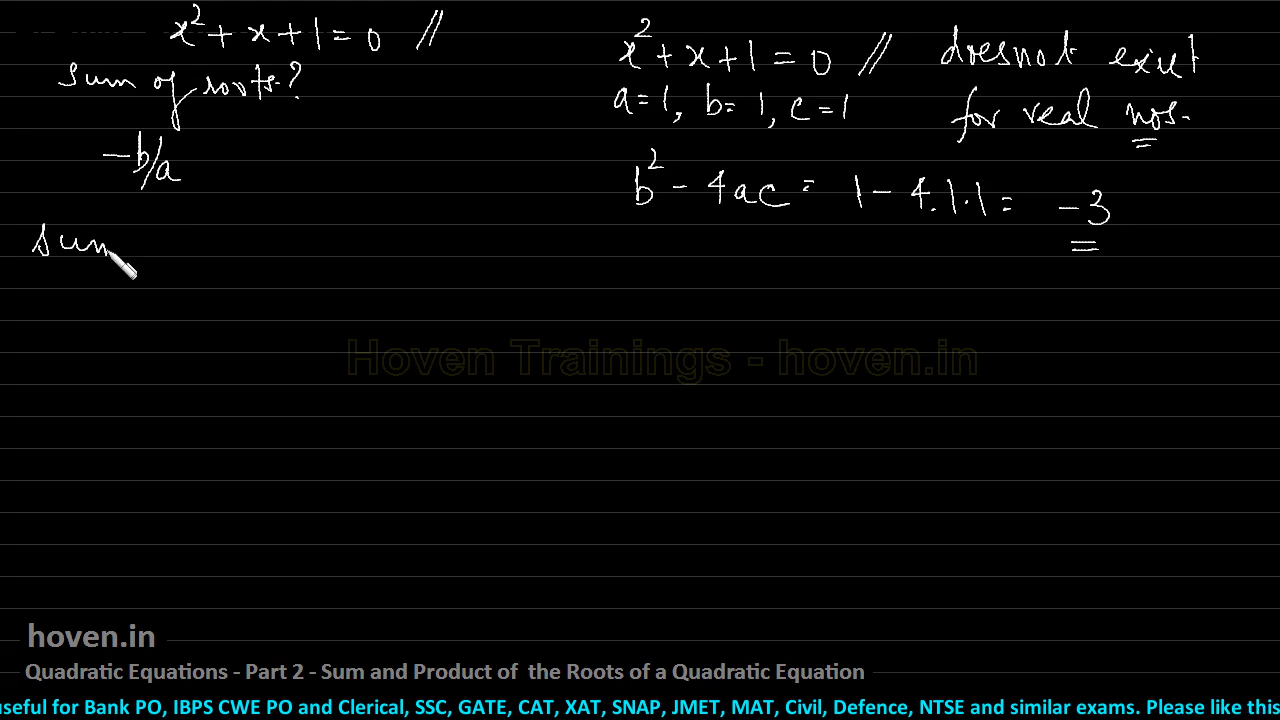 x² + x + 1 = 0 //
sum of roots?
-b/a
sum
x² + x + 1 = 0 // doesnot exist
a = 1, b = 1, c = 1 for real nos.
b² - 4ac = 1 - 4.1.1 = -3
Hoven Trainings - hoven.in
hoven.in
Quadratic Equations - Part 2 - Sum and Product of the Roots of a Quadratic Equation
useful for Bank PO, IBPS CWE PO and Clerical, SSC, GATE, CAT, XAT, SNAP, JMET, MAT, Civil, Defence, NTSE and similar exams. Please like this